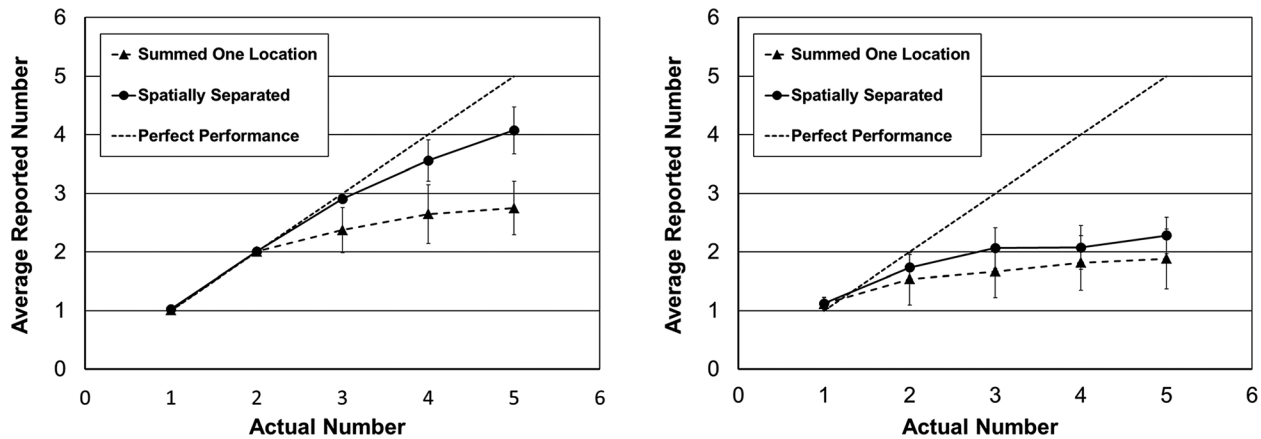 6
5
4
3
2
1
0
Average Reported Number
Summed One Location
Spatially Separated
Perfect Performance
0 1 2 3 4 5 6
Actual Number
6
5
4
3
2
1
0
Average Reported Number
Summed One Location
Spatially Separated
Perfect Performance
0 1 2 3 4 5 6
Actual Number